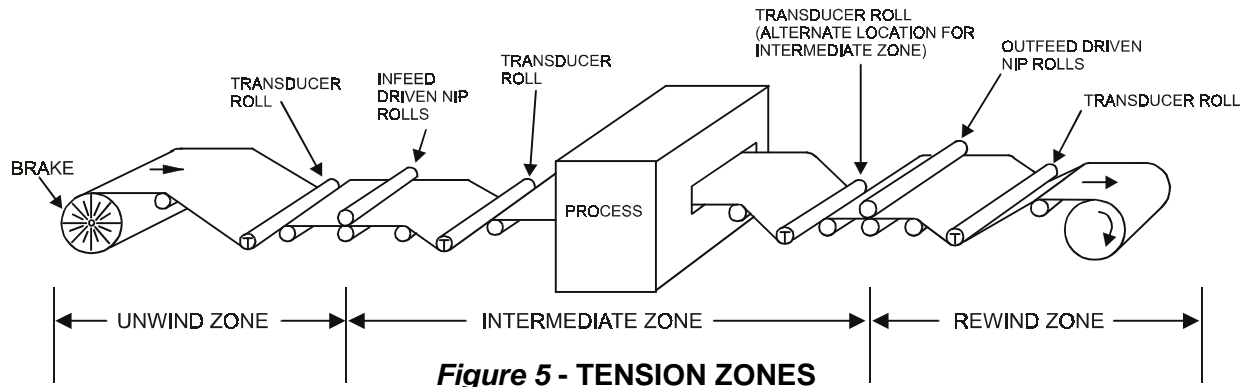 TRANSDUCER ROLL
(ALTERNATE LOCATION FOR
INTERMEDIATE ZONE)
OUTFEED DRIVEN
NIP ROLLS
TRANSDUCER
ROLL
INFEED
DRIVEN NIP
ROLLS
TRANSDUCER
ROLL
TRANSDUCER ROLL
BRAKE
PROCESS
T
T
T
T
UNWIND ZONE
INTERMEDIATE ZONE
REWIND ZONE
Figure 5 - TENSION ZONES